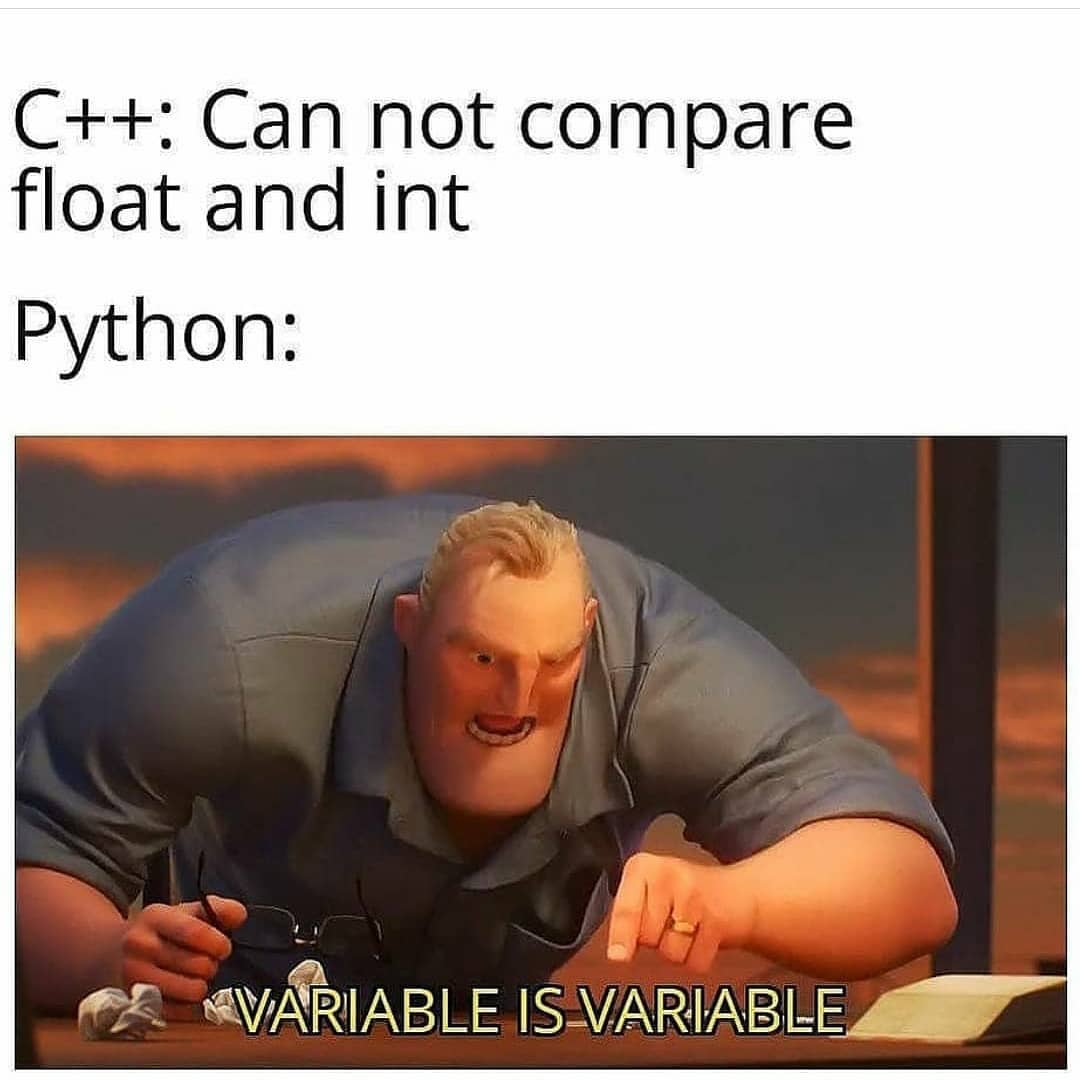 C++: Can not compare
float and int
Python:
VARIABLE IS VARIABLE